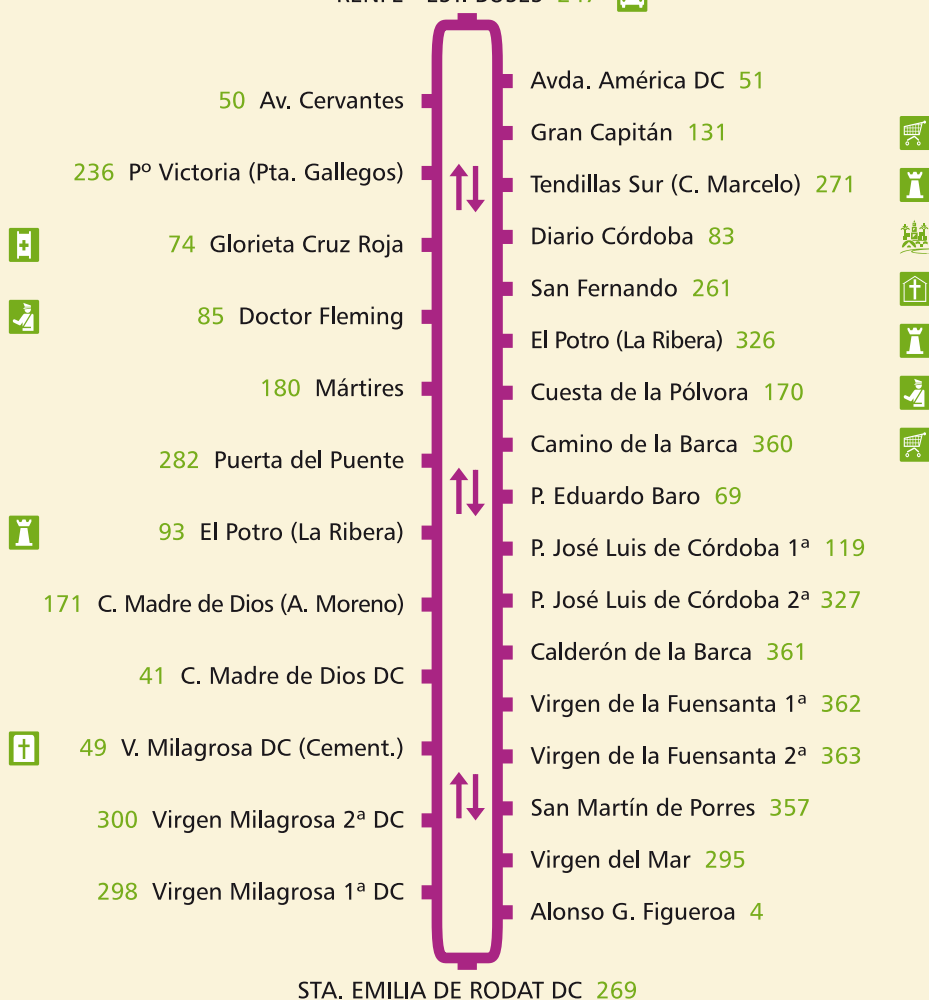 50 Av. Cervantes
236 Pº Victoria (Pta. Gallegos)
74 Glorieta Cruz Roja
85 Doctor Fleming
180 Mártires
282 Puerta del Puente
93 El Potro (La Ribera)
171 C. Madre de Dios (A. Moreno)
41 C. Madre de Dios DC
49 V. Milagrosa DC (Cement.)
300 Virgen Milagrosa 2ª DC
298 Virgen Milagrosa 1ª DC
Avda. América DC 51
Gran Capitán 131
Tendillas Sur (C. Marcelo) 271
Diario Córdoba 83
San Fernando 261
El Potro (La Ribera) 326
Cuesta de la Pólvora 170
Camino de la Barca 360
P. Eduardo Baro 69
P. José Luis de Córdoba 1ª 119
P. José Luis de Córdoba 2ª 327
Calderón de la Barca 361
Virgen de la Fuensanta 1ª 362
Virgen de la Fuensanta 2ª 363
San Martín de Porres 357
Virgen del Mar 295
Alonso G. Figueroa 4
STA. EMILIA DE RODAT DC 269